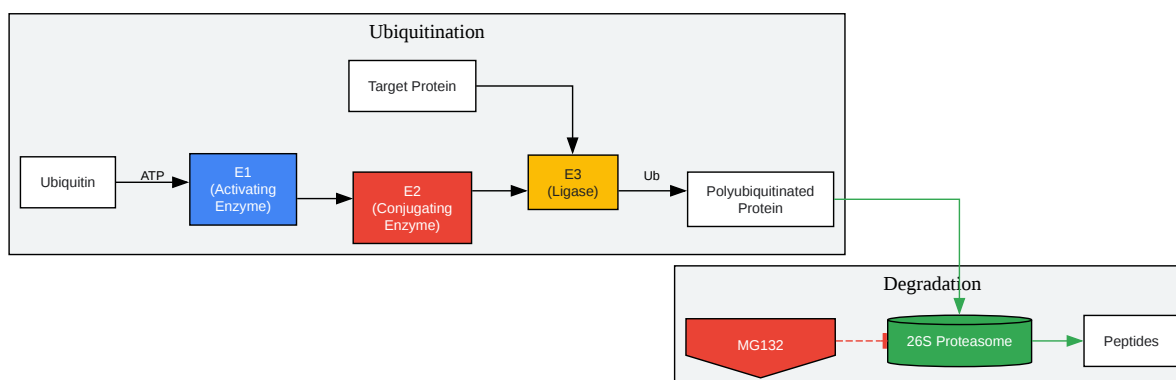 Ubiquitination
Target Protein
Ubiquitin
ATP
E1
(Activating
Enzyme)
E2
(Conjugating
Enzyme)
E3
(Ligase)
Ub
Polyubiquitinated
Protein
Degradation
MG132
26S Proteasome
Peptides